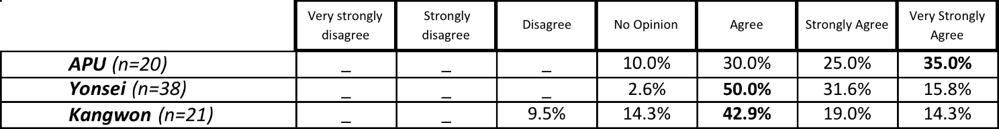 Very strongly disagree Strongly disagree Disagree No Opinion Agree Strongly Agree Very Strongly Agree
APU (n=20) _ _ _ 10.0% 30.0% 25.0% 35.0%
Yonsei (n=38) _ _ _ 2.6% 50.0% 31.6% 15.8%
Kangwon (n=21) _ _ 9.5% 14.3% 42.9% 19.0% 14.3%